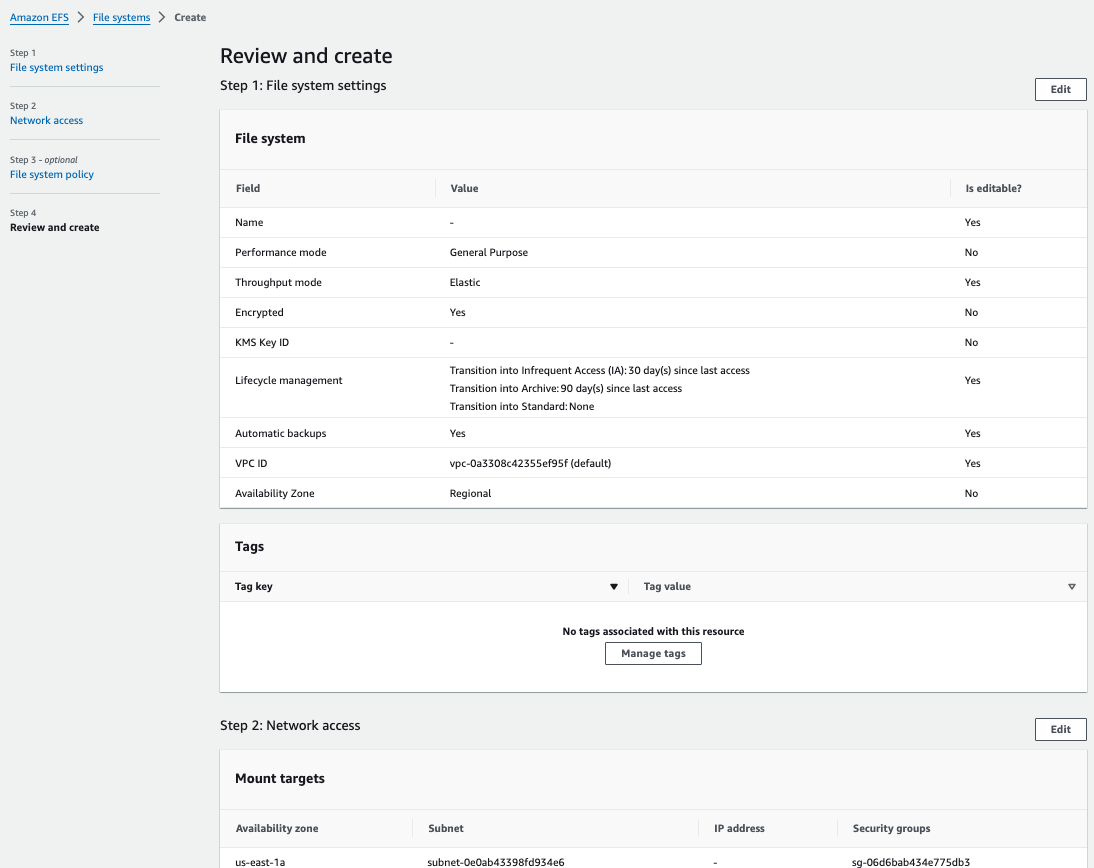 Amazon EFS > File systems > Create
Step 1
File system settings
Step 2
Network access
Step 3 - optional
File system policy
Step 4
Review and create
Review and create
Step 1: File system settings
Edit
File system
Field Value Is editable?
Name - Yes
Performance mode General Purpose No
Throughput mode Elastic Yes
Encrypted Yes No
KMS Key ID - No
Lifecycle management
Transition into Infrequent Access (IA): 30 day(s) since last access
Transition into Archive: 90 day(s) since last access
Transition into Standard: None
Yes
Automatic backups Yes Yes
VPC ID vpc-0a3308c42355ef95f (default) Yes
Availability Zone Regional No
Tags
Tag key Tag value
No tags associated with this resource
Manage tags
Step 2: Network access
Edit
Mount targets
Availability zone Subnet IP address Security groups
us-east-1a subnet-0e0ab43398fd934e6 - sg-06d6bab434e775db3